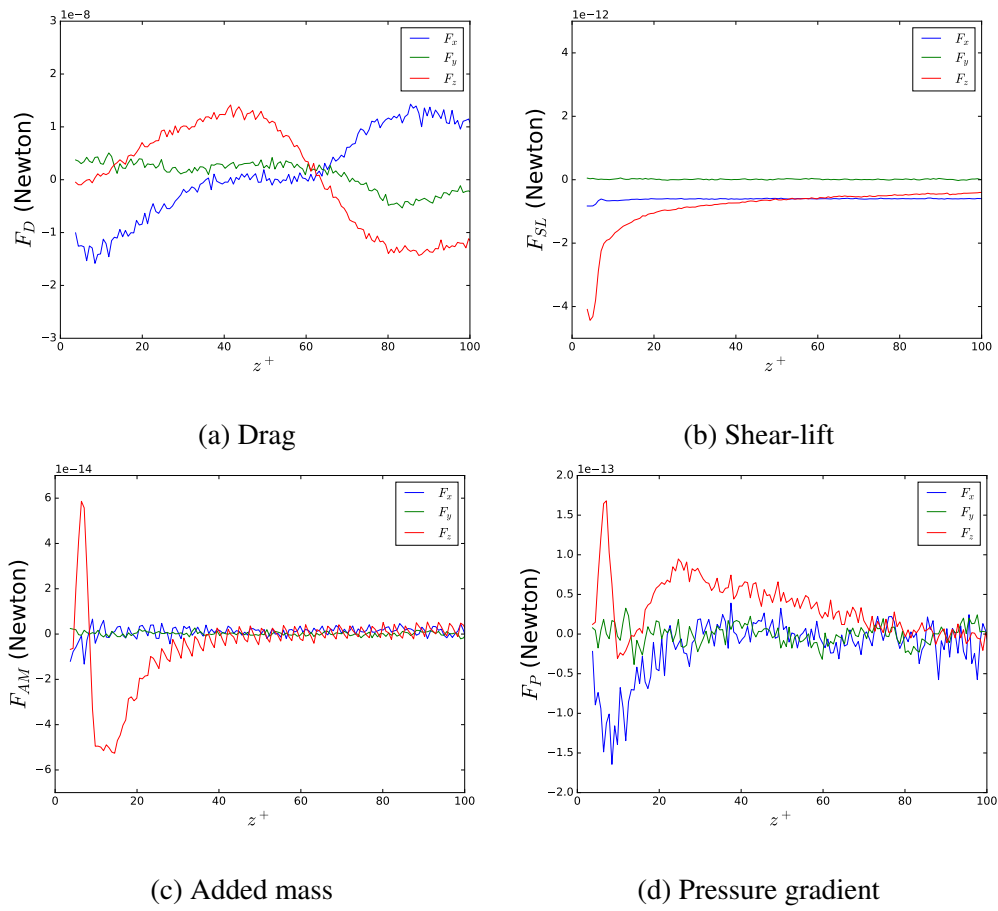 1e−8
3
2
1
0
−1
−2
−3
F_D (Newton)
0 20 40 60 80 100
z^+
F_x
F_y
F_z
(a) Drag
1e−12
4
2
0
−2
−4
F_{SL} (Newton)
0 20 40 60 80 100
z^+
F_x
F_y
F_z
(b) Shear-lift
1e−14
6
4
2
0
−2
−4
−6
F_{AM} (Newton)
0 20 40 60 80 100
z^+
F_x
F_y
F_z
(c) Added mass
1e−13
2.0
1.5
1.0
0.5
0.0
−0.5
−1.0
−1.5
−2.0
F_P (Newton)
0 20 40 60 80 100
z^+
F_x
F_y
F_z
(d) Pressure gradient